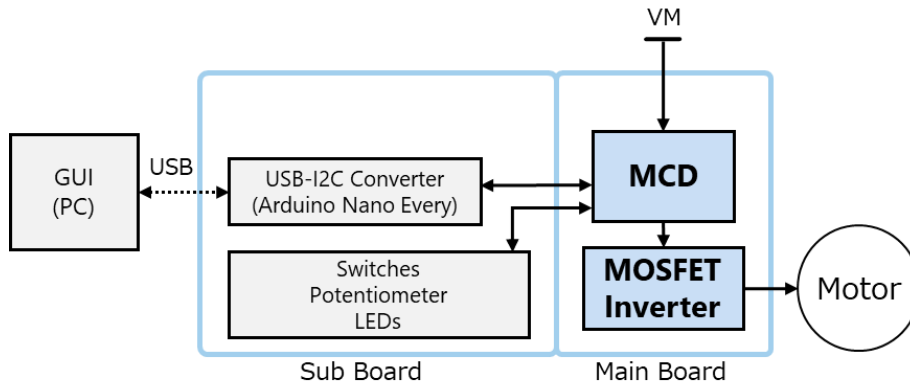 VM
GUI
(PC)
USB
USB-I2C Converter
(Arduino Nano Every)
Switches
Potentiometer
LEDs
MCD
MOSFET
Inverter
Motor
Sub Board
Main Board